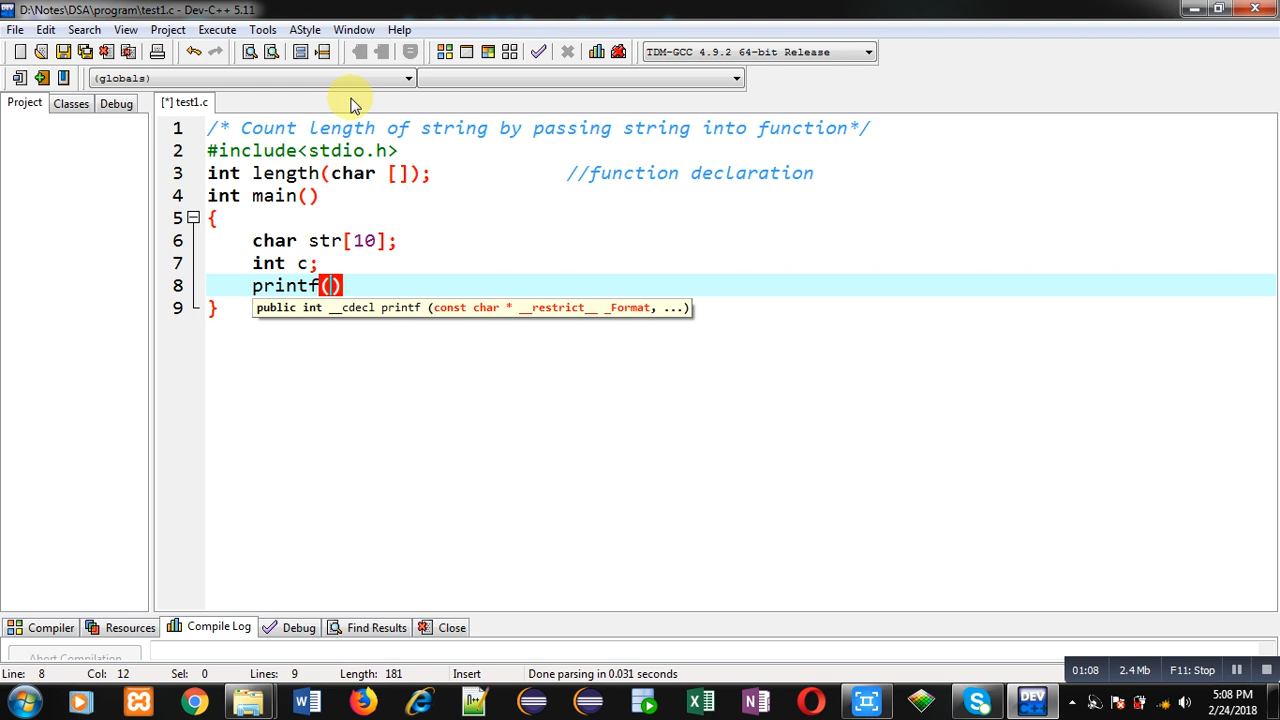 D:\Notes\DSA\program\test1.c - Dev-C++ 5.11
File Edit Search View Project Execute Tools AStyle Window Help
TDM-GCC 4.9.2 64-bit Release
(globals)
Project Classes Debug [*] test1.c
1 /* Count length of string by passing string into function*/
2 #include<stdio.h>
3 int length(char []); //function declaration
4 int main()
5 {
6 char str[10];
7 int c;
8 printf()
public int __cdecl printf (const char * __restrict__ _Format, ...)
9 }
Compiler Resources Compile Log Debug Find Results Close
Abort Compilation
Line: 8 Col: 12 Sel: 0 Lines: 9 Length: 181 Insert Done parsing in 0.031 seconds
01:08 2.4 Mb F11: Stop
DEV
5:08 PM
2/24/2018